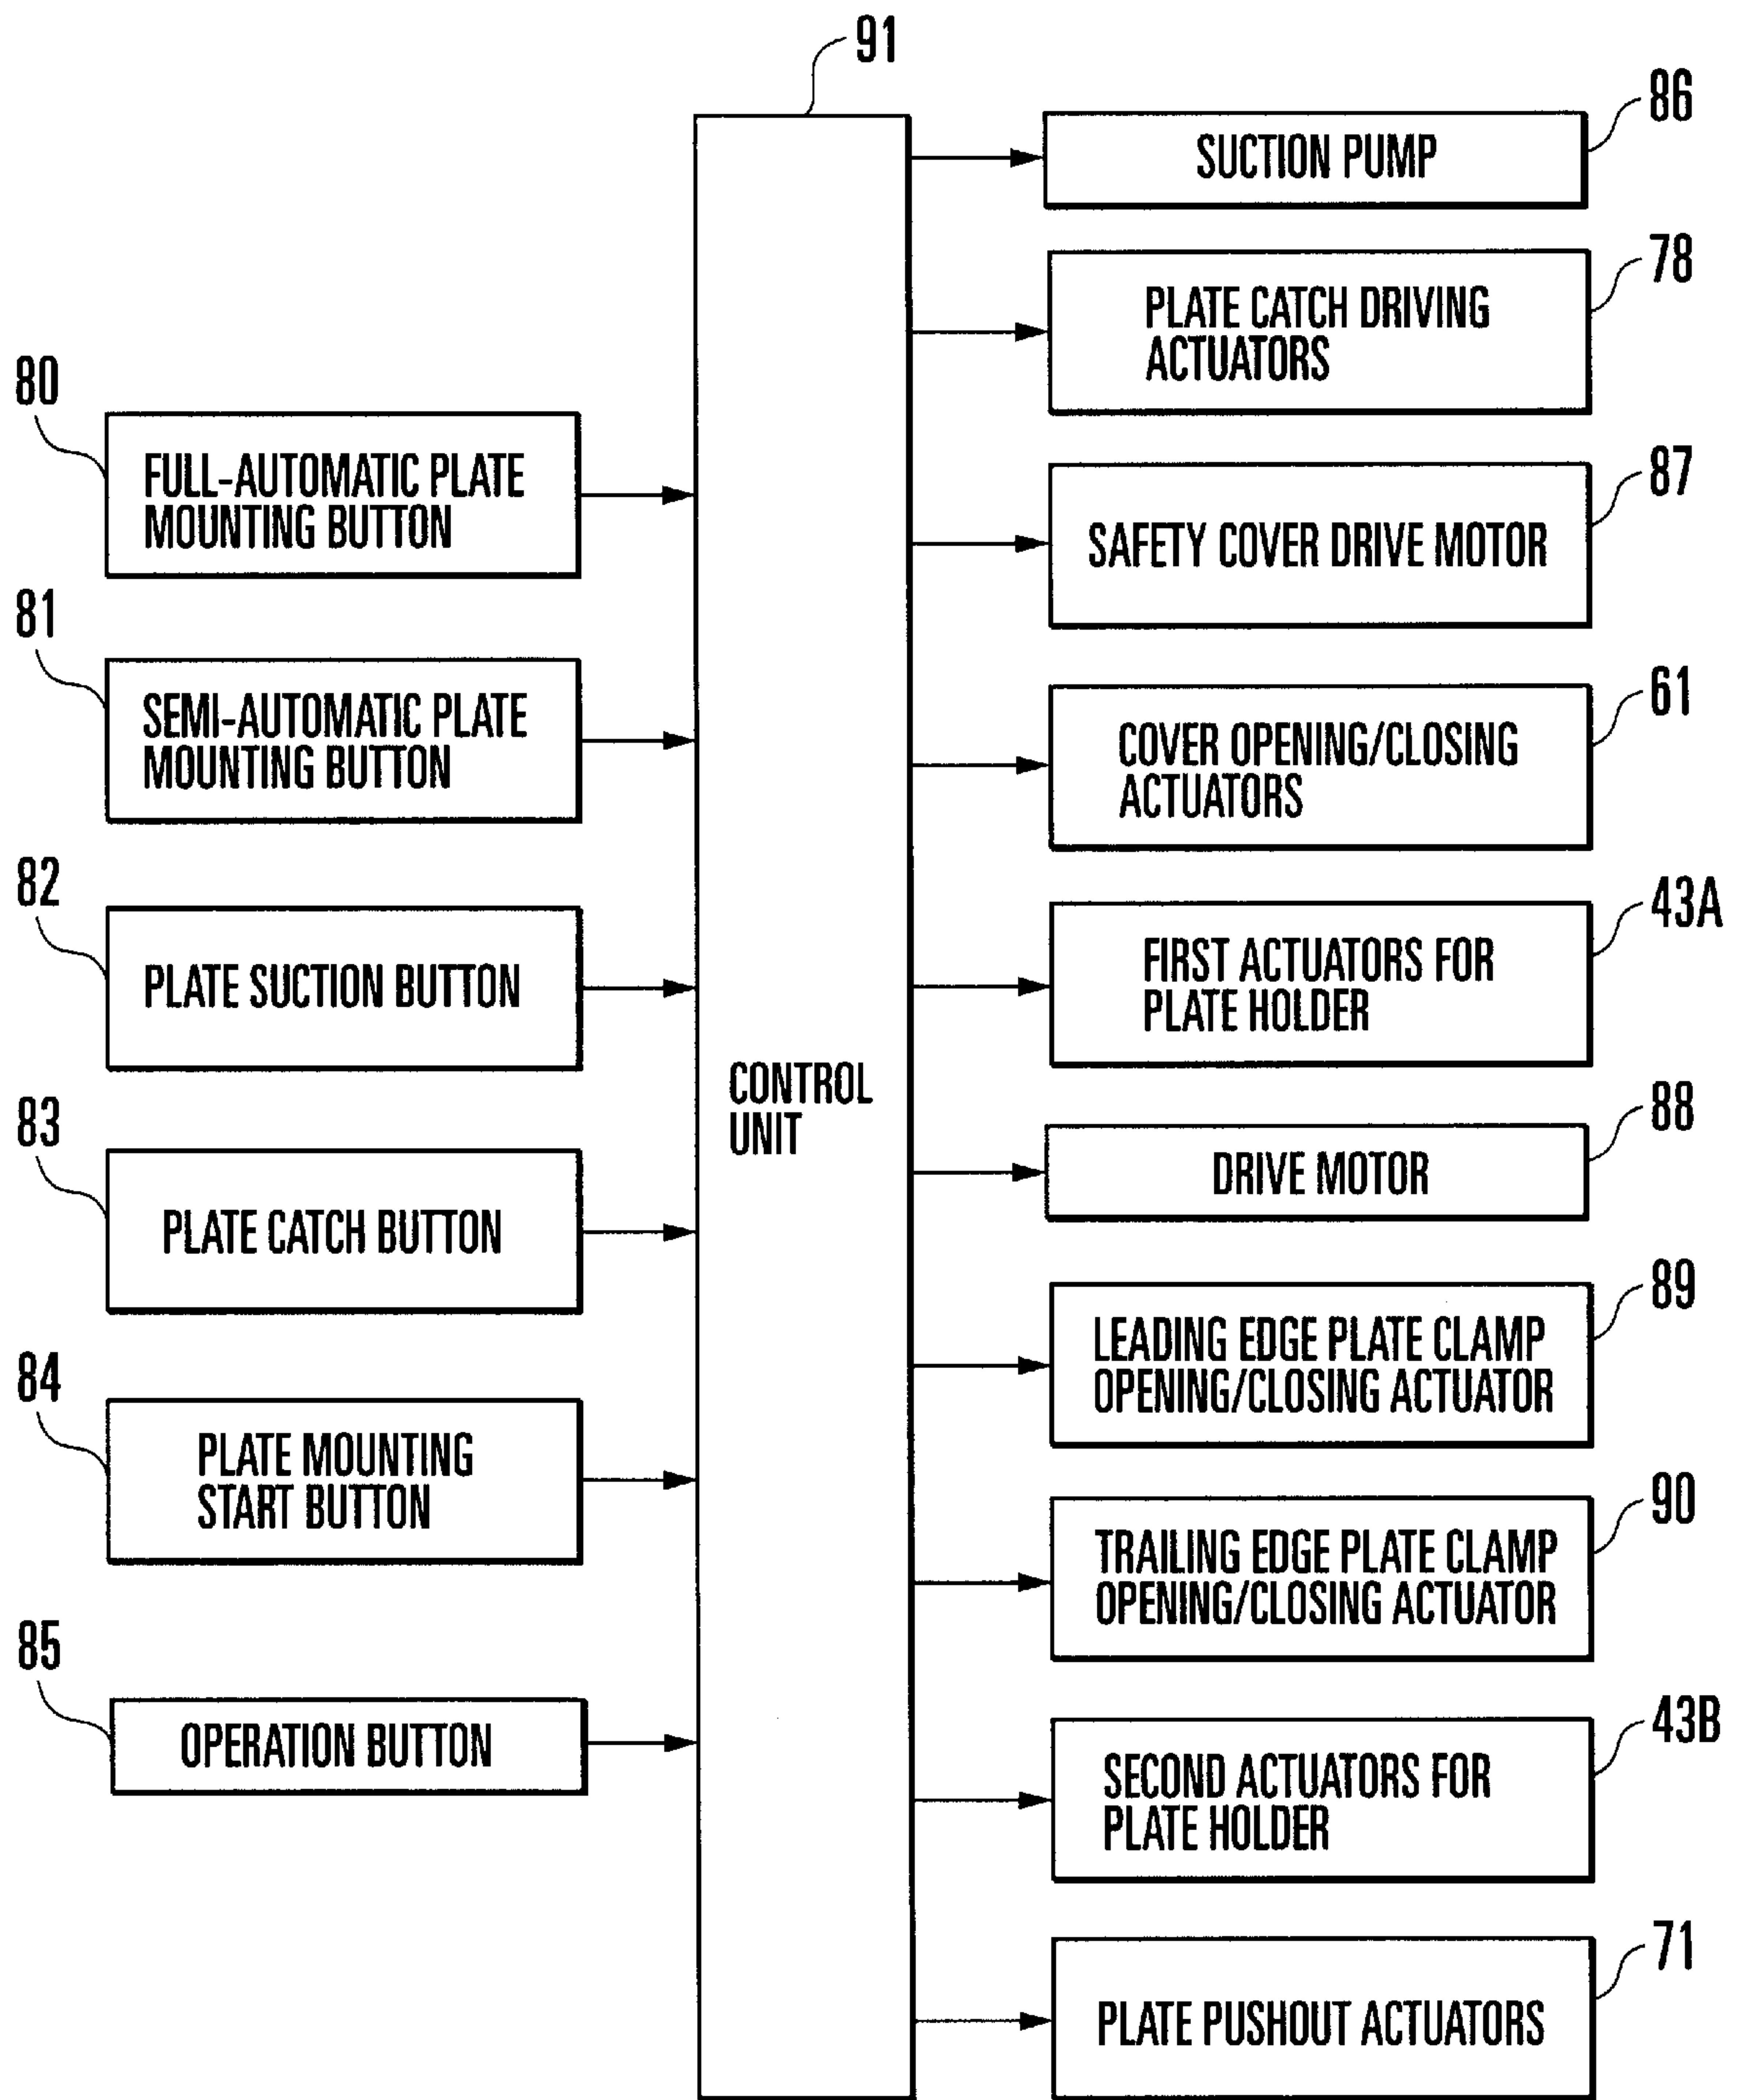 91
80
FULL-AUTOMATIC PLATE
MOUNTING BUTTON
81
SEMI-AUTOMATIC PLATE
MOUNTING BUTTON
82
PLATE SUCTION BUTTON
83
PLATE CATCH BUTTON
84
PLATE MOUNTING
START BUTTON
85
OPERATION BUTTON
CONTROL
UNIT
86
SUCTION PUMP
78
PLATE CATCH DRIVING
ACTUATORS
87
SAFETY COVER DRIVE MOTOR
61
COVER OPENING/CLOSING
ACTUATORS
43A
FIRST ACTUATORS FOR
PLATE HOLDER
88
DRIVE MOTOR
89
LEADING EDGE PLATE CLAMP
OPENING/CLOSING ACTUATOR
90
TRAILING EDGE PLATE CLAMP
OPENING/CLOSING ACTUATOR
43B
SECOND ACTUATORS FOR
PLATE HOLDER
71
PLATE PUSHOUT ACTUATORS